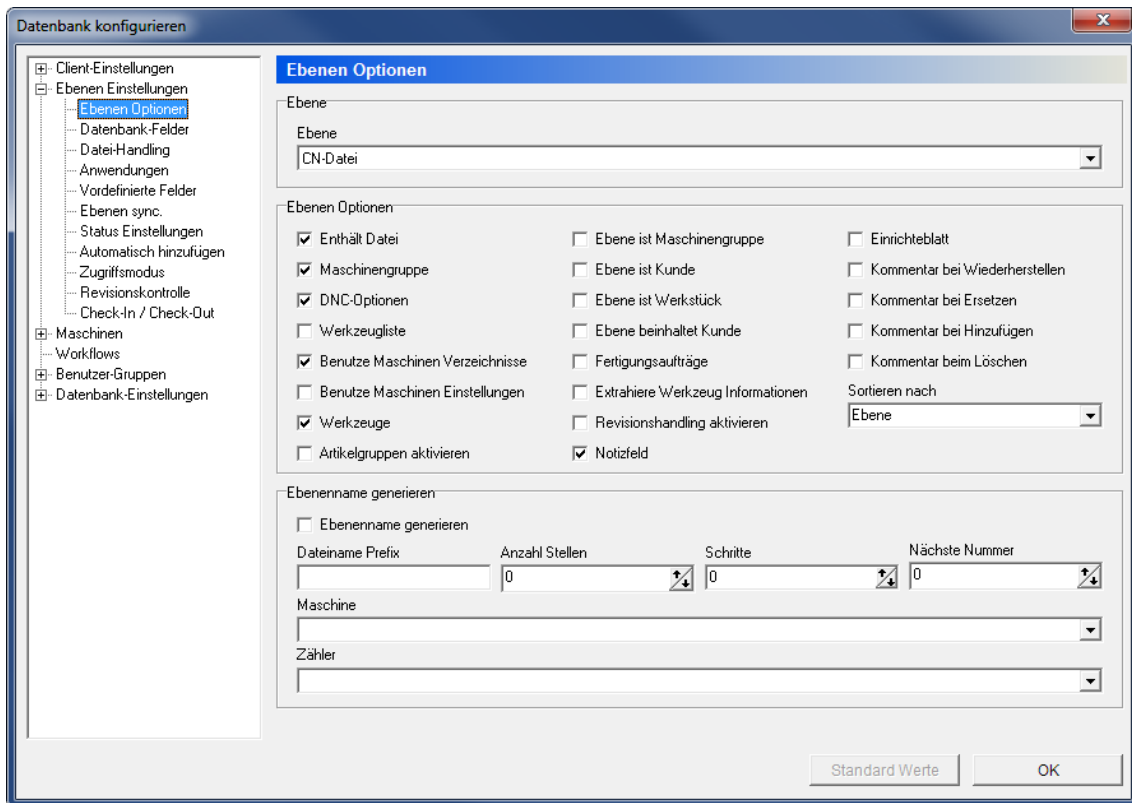 Datenbank konfigurieren
Client-Einstellungen
Ebenen Einstellungen
Ebenen Optionen
Datenbank-Felder
Datei-Handling
Anwendungen
Vordefinierte Felder
Ebenen sync.
Status Einstellungen
Automatisch hinzufügen
Zugriffsmodus
Revisionskontrolle
Check-In / Check-Out
Maschinen
Workflows
Benutzer-Gruppen
Datenbank-Einstellungen
Ebenen Optionen
Ebene
Ebene
CN-Datei
Ebenen Optionen
Enthält Datei
Maschinengruppe
DNC-Optionen
Werkzeugliste
Benutze Maschinen Verzeichnisse
Benutze Maschinen Einstellungen
Werkzeuge
Artikelgruppen aktivieren
Ebene ist Maschinengruppe
Ebene ist Kunde
Ebene ist Werkstück
Ebene beinhaltet Kunde
Fertigungsaufträge
Extrahiere Werkzeug Informationen
Revisionshandling aktivieren
Notizfeld
Einrichteblatt
Kommentar bei Wiederherstellen
Kommentar bei Ersetzen
Kommentar bei Hinzufügen
Kommentar beim Löschen
Sortieren nach
Ebene
Ebenenname generieren
Ebenenname generieren
Dateiname Prefix
Anzahl Stellen
0
Schritte
0
Nächste Nummer
0
Maschine
Zähler
Standard Werte
OK